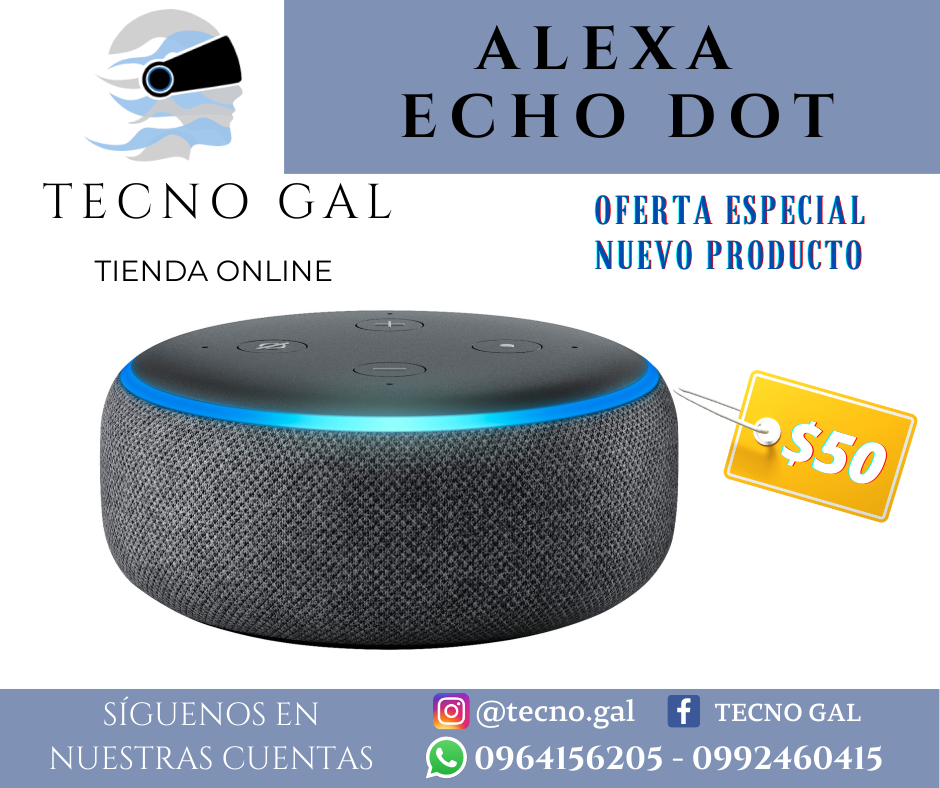 ALEXA
ECHO DOT
TECNO GAL
TIENDA ONLINE
OFERTA ESPECIAL
NUEVO PRODUCTO
$50
SÍGUENOS EN
NUESTRAS CUENTAS
@tecno.gal TECNO GAL
0964156205 - 0992460415